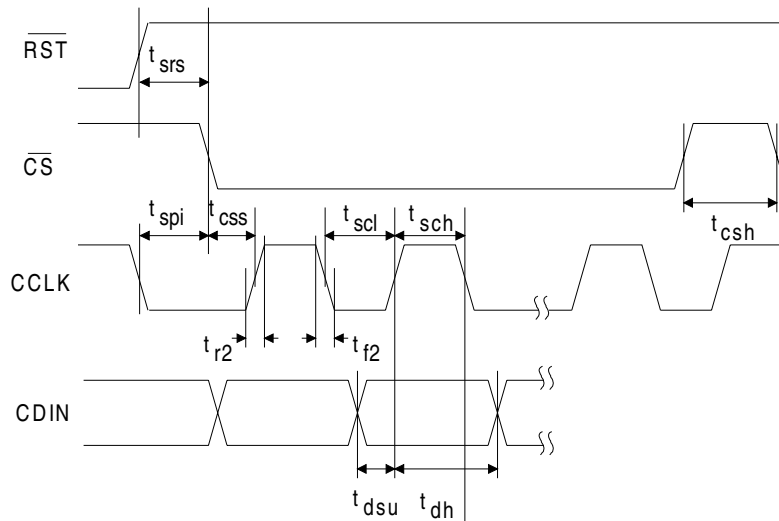 RST
t srs
CS
t spi
t css
t scl
t sch
t csh
CCLK
t r2
t f2
CDIN
t dsu
t dh